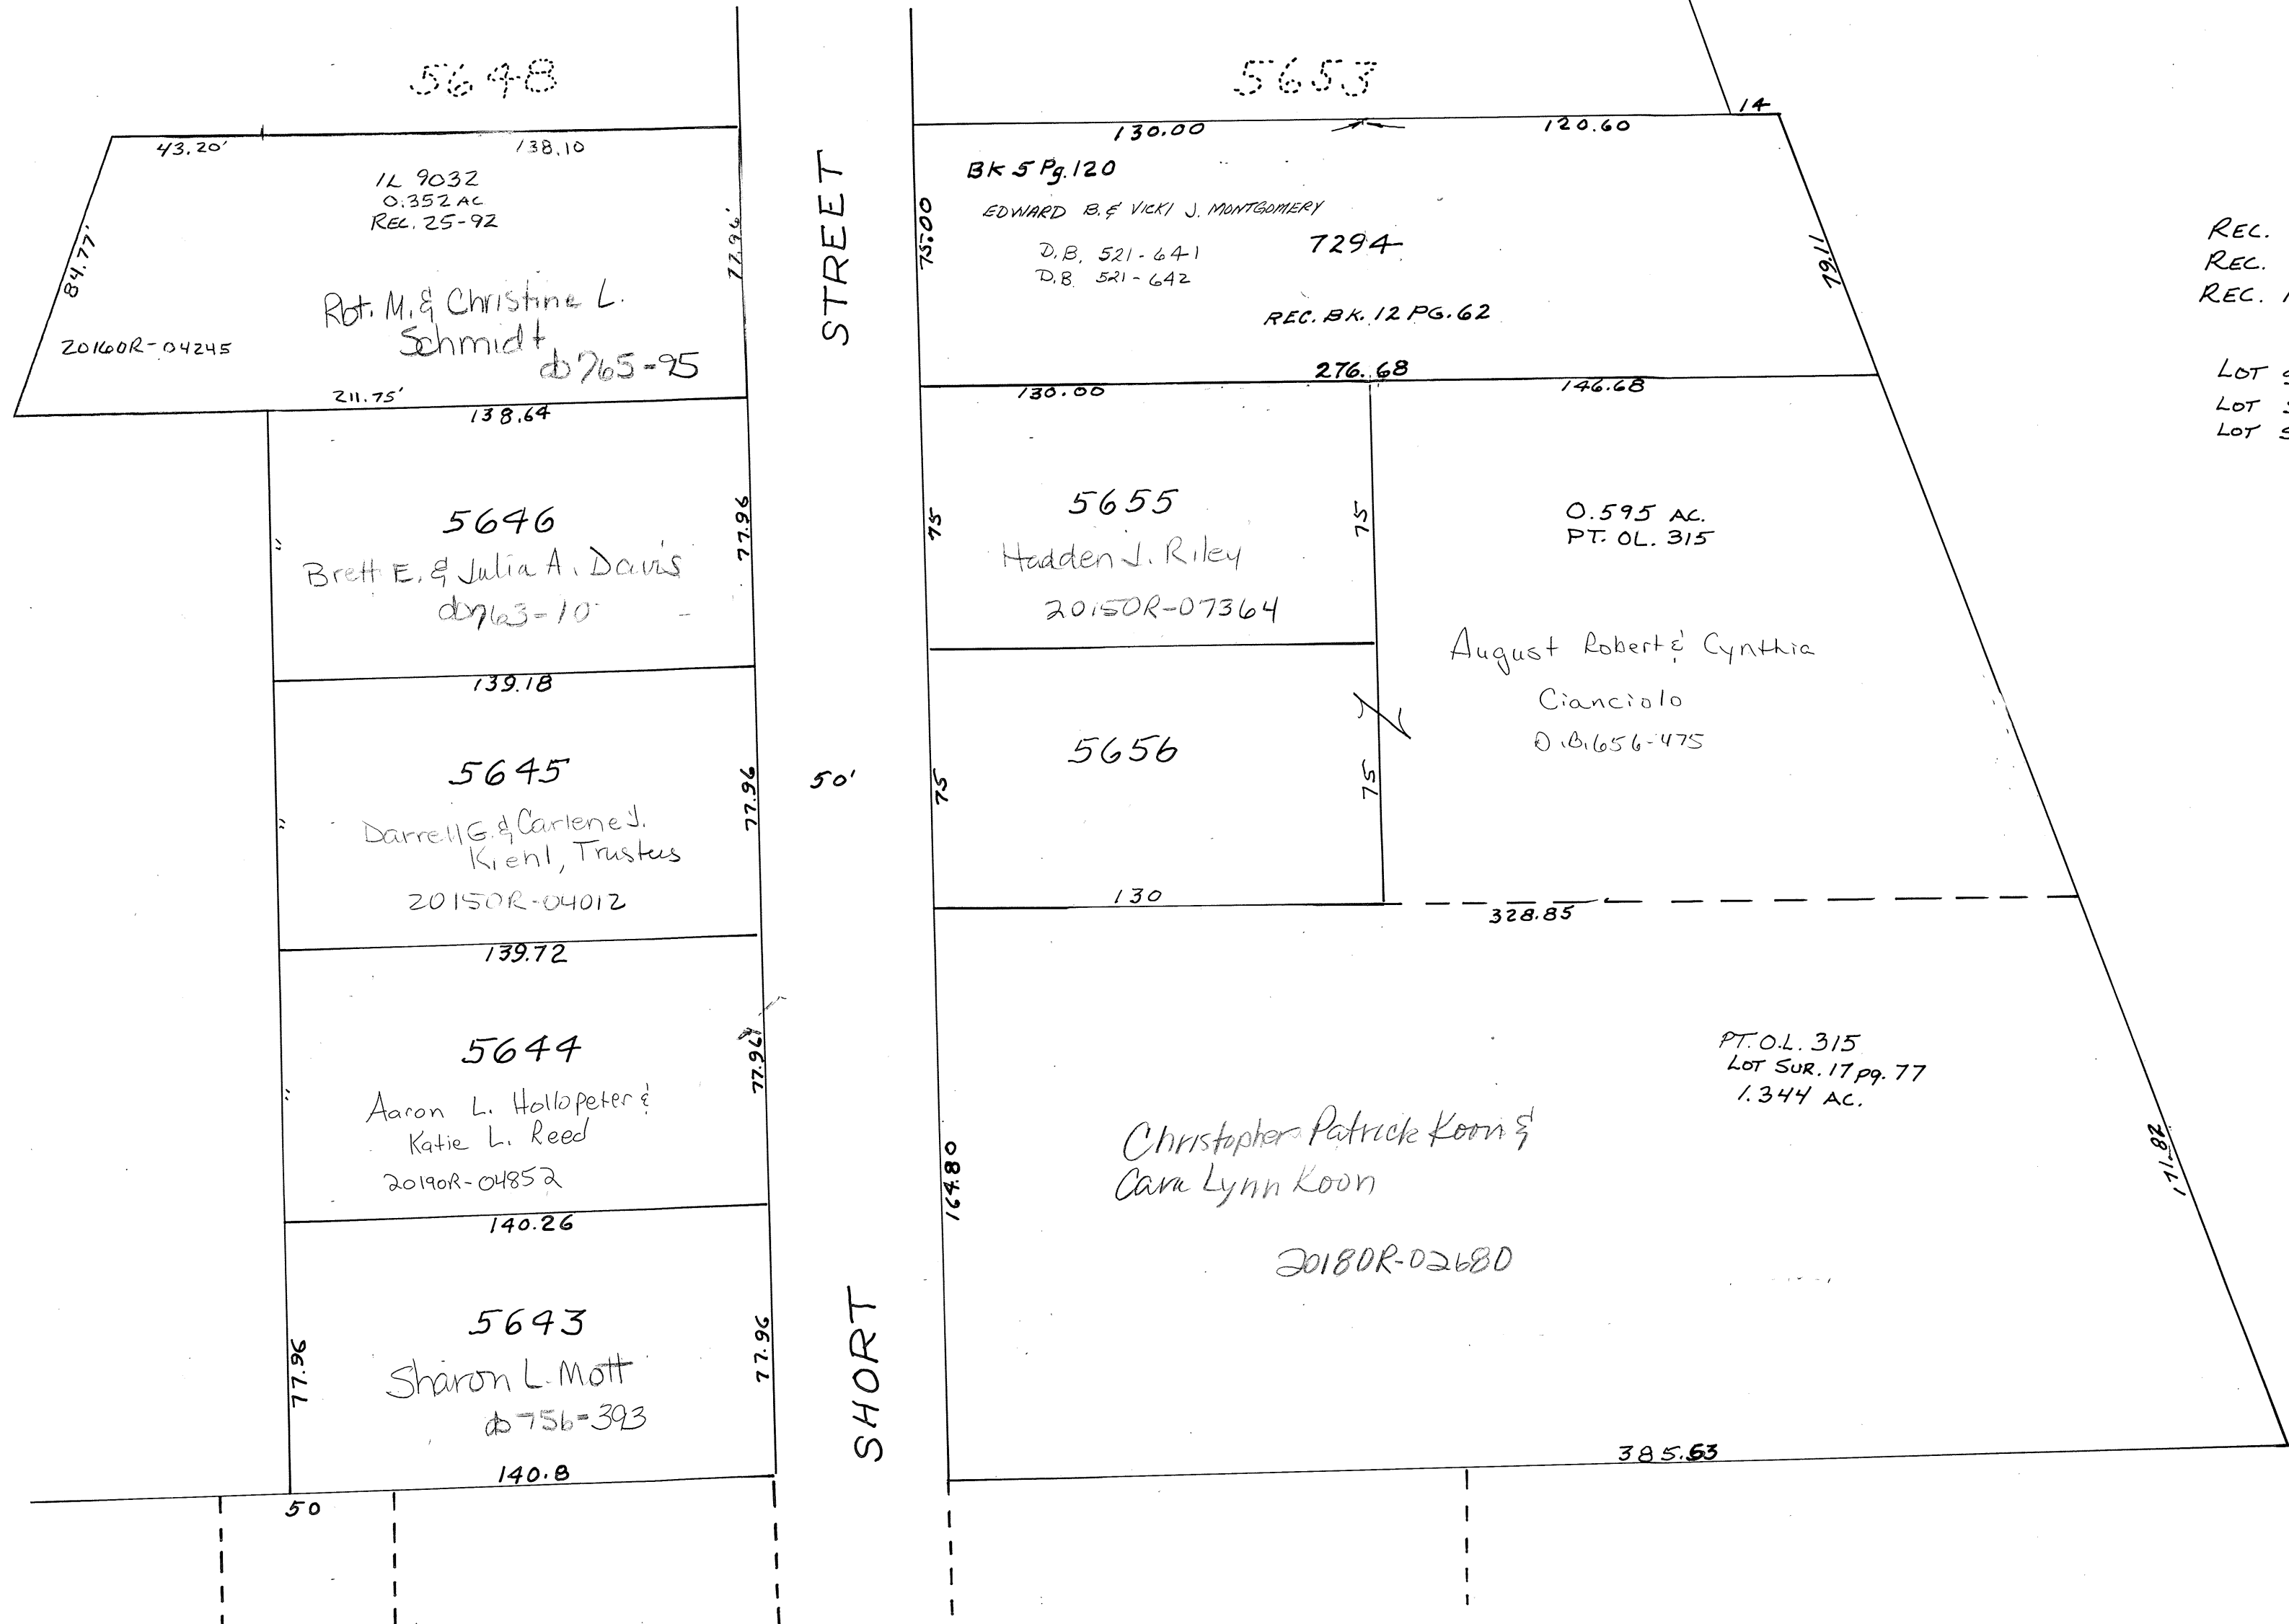 5648
5653
14
43.20'
138.10
130.00
120.60
IL 9032
0.352 AC
REC. 25-92
84.77'
77.96'
Rbt. M. & Christine L.
Schmidt
db765-95
20160R-04245
211.75'
138.64
STREET
BK 5 Pg. 120
EDWARD B. & VICKI J. MONTGOMERY
D.B. 521-641
D.B. 521-642
7294
REC. BK. 12 PG. 62
75.00
79.11
276.68
130.00
146.68
REC.
REC.
REC.
LOT
LOT
LOT
5646
Brett E. & Julia A. Davis
db763-10
"
77.96
139.18
5655
Hadden J. Riley
20150R-07364
75
75
0.595 AC.
PT. OL. 315
August Robert & Cynthia
Cianciolo
D.B. 656-475
5645
Darrell G. & Carlene J.
Kiehl, Trustees
20150R-04012
"
77.96
139.72
50'
5656
75
75
130
328.85
5644
Aaron L. Hollopeter &
Katie L. Reed
20190R-04852
"
77.96
140.26
PT. O.L. 315
LOT SUR. 17 pg. 77
1.344 AC.
Christopher Patrick Koon &
Cara Lynn Koon
20180R-02680
164.80
171.82
5643
Sharon L. Mott
db 756-393
77.96
77.96
140.8
50
SHORT
385.53